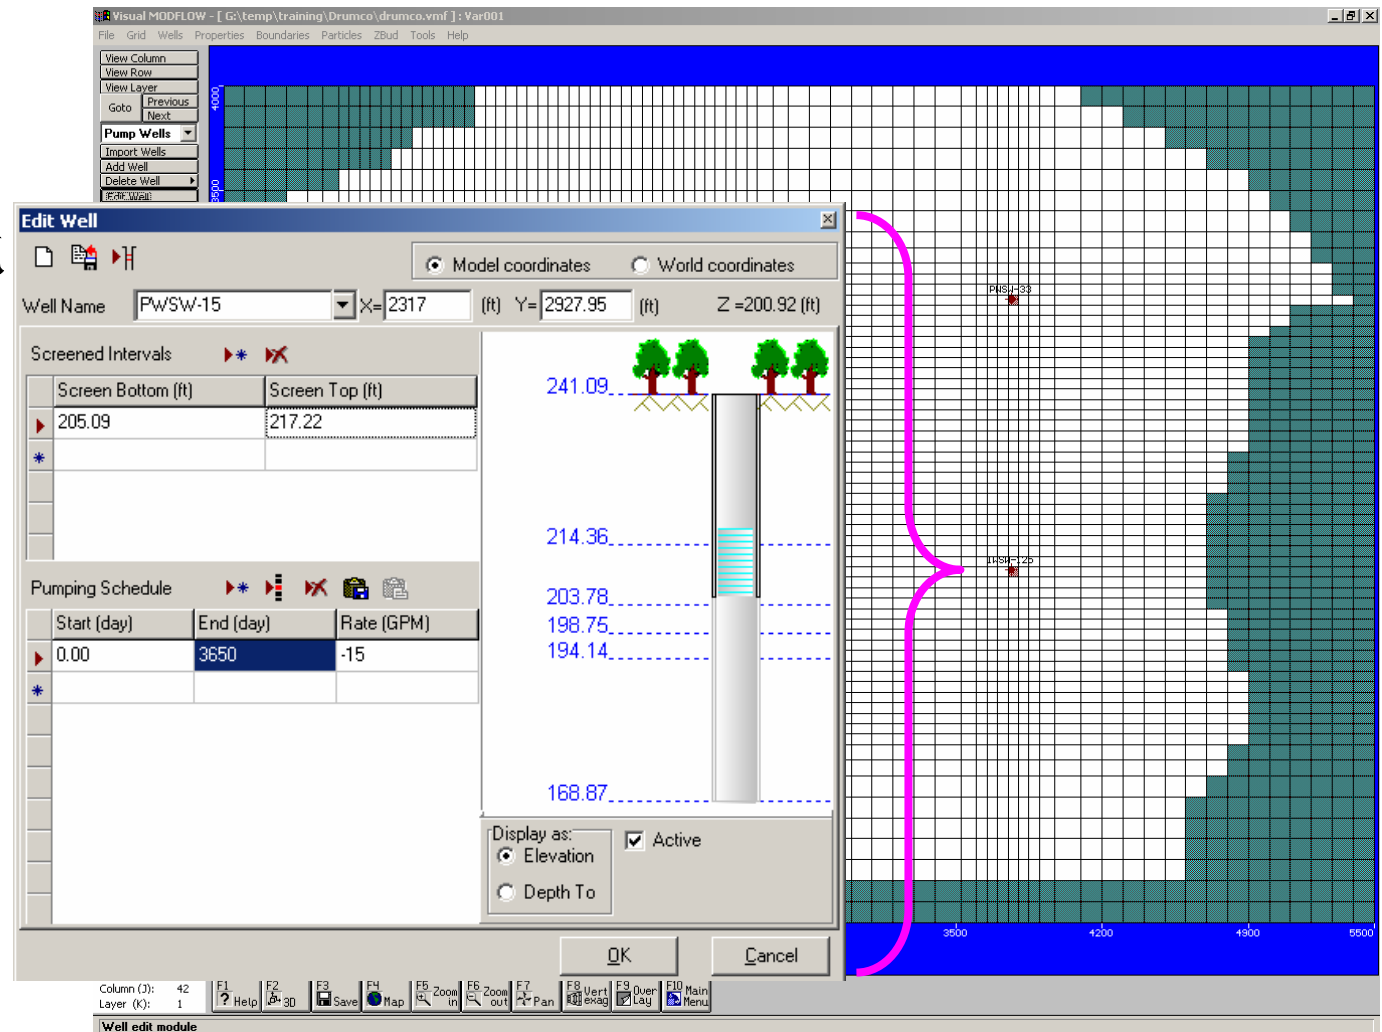 Visual MODFLOW - [ G:\temp\training\Drumco\drumco.vmf ] : Var001
File Grid Wells Properties Boundaries Particles ZBud Tools Help
View Column
View Row
View Layer
Goto Previous
Next
Pump Wells
Import Wells
Add Well
Delete Well
Edit Well
4000
3500
Edit Well
Model coordinates World coordinates
Well Name PWSW-15 X= 2317 (ft) Y= 2927.95 (ft) Z =200.92 (ft)
Screened Intervals
Screen Bottom (ft) Screen Top (ft)
205.09 217.22
Pumping Schedule
Start (day) End (day) Rate (GPM)
0.00 3650 -15
241.09
214.36
203.78
198.75
194.14
168.87
Display as:
Elevation
Depth To
Active
OK Cancel
PWSW-33
3500 4200 4900 5500
Column (J): 42
Layer (K): 1
F1 Help
F2 3D
F3 Save
F4 Map
F5 Zoom in
F6 Zoom out
F7 Pan
F8 Vert exag
F9 Over Lay
F10 Main Menu
Well edit module